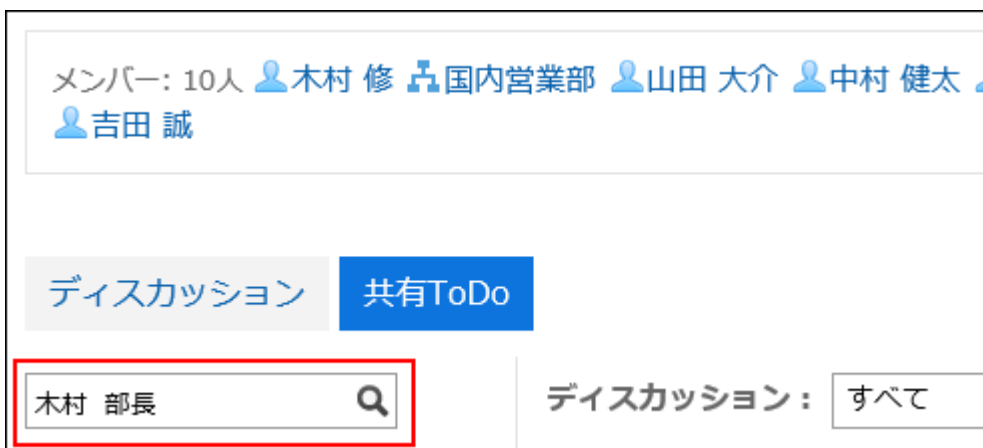 メンバー: 10人 木村 修 国内営業部 山田 大介 中村 健太
吉田 誠
ディスカッション 共有ToDo
木村 部長 ディスカッション: すべて